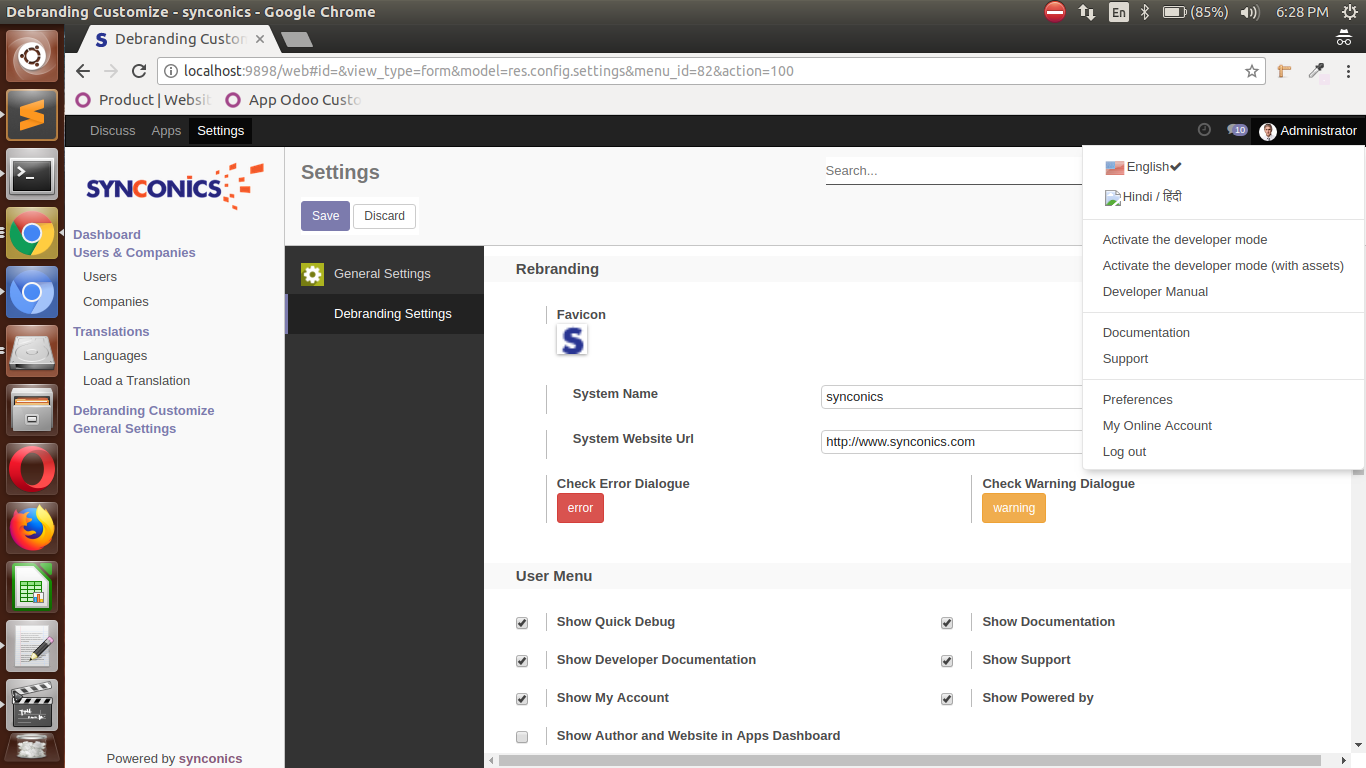 Debranding Customize - synconics - Google Chrome
En
(85%)
6:28 PM
S Debranding Custom
localhost:9898/web#id=&view_type=form&model=res.config.settings&menu_id=82&action=100
Product | Websit
App Odoo Custo
Discuss Apps Settings
10 Administrator
SYNCONICS
Dashboard
Users & Companies
Users
Companies
Translations
Languages
Load a Translation
Debranding Customize
General Settings
Powered by synconics
Settings
Search...
Save Discard
General Settings
Debranding Settings
Rebranding
Favicon
S
System Name
synconics
System Website Url
http://www.synconics.com
Check Error Dialogue
error
Check Warning Dialogue
warning
User Menu
Show Quick Debug
Show Documentation
Show Developer Documentation
Show Support
Show My Account
Show Powered by
Show Author and Website in Apps Dashboard
English
Hindi / हिंदी
Activate the developer mode
Activate the developer mode (with assets)
Developer Manual
Documentation
Support
Preferences
My Online Account
Log out